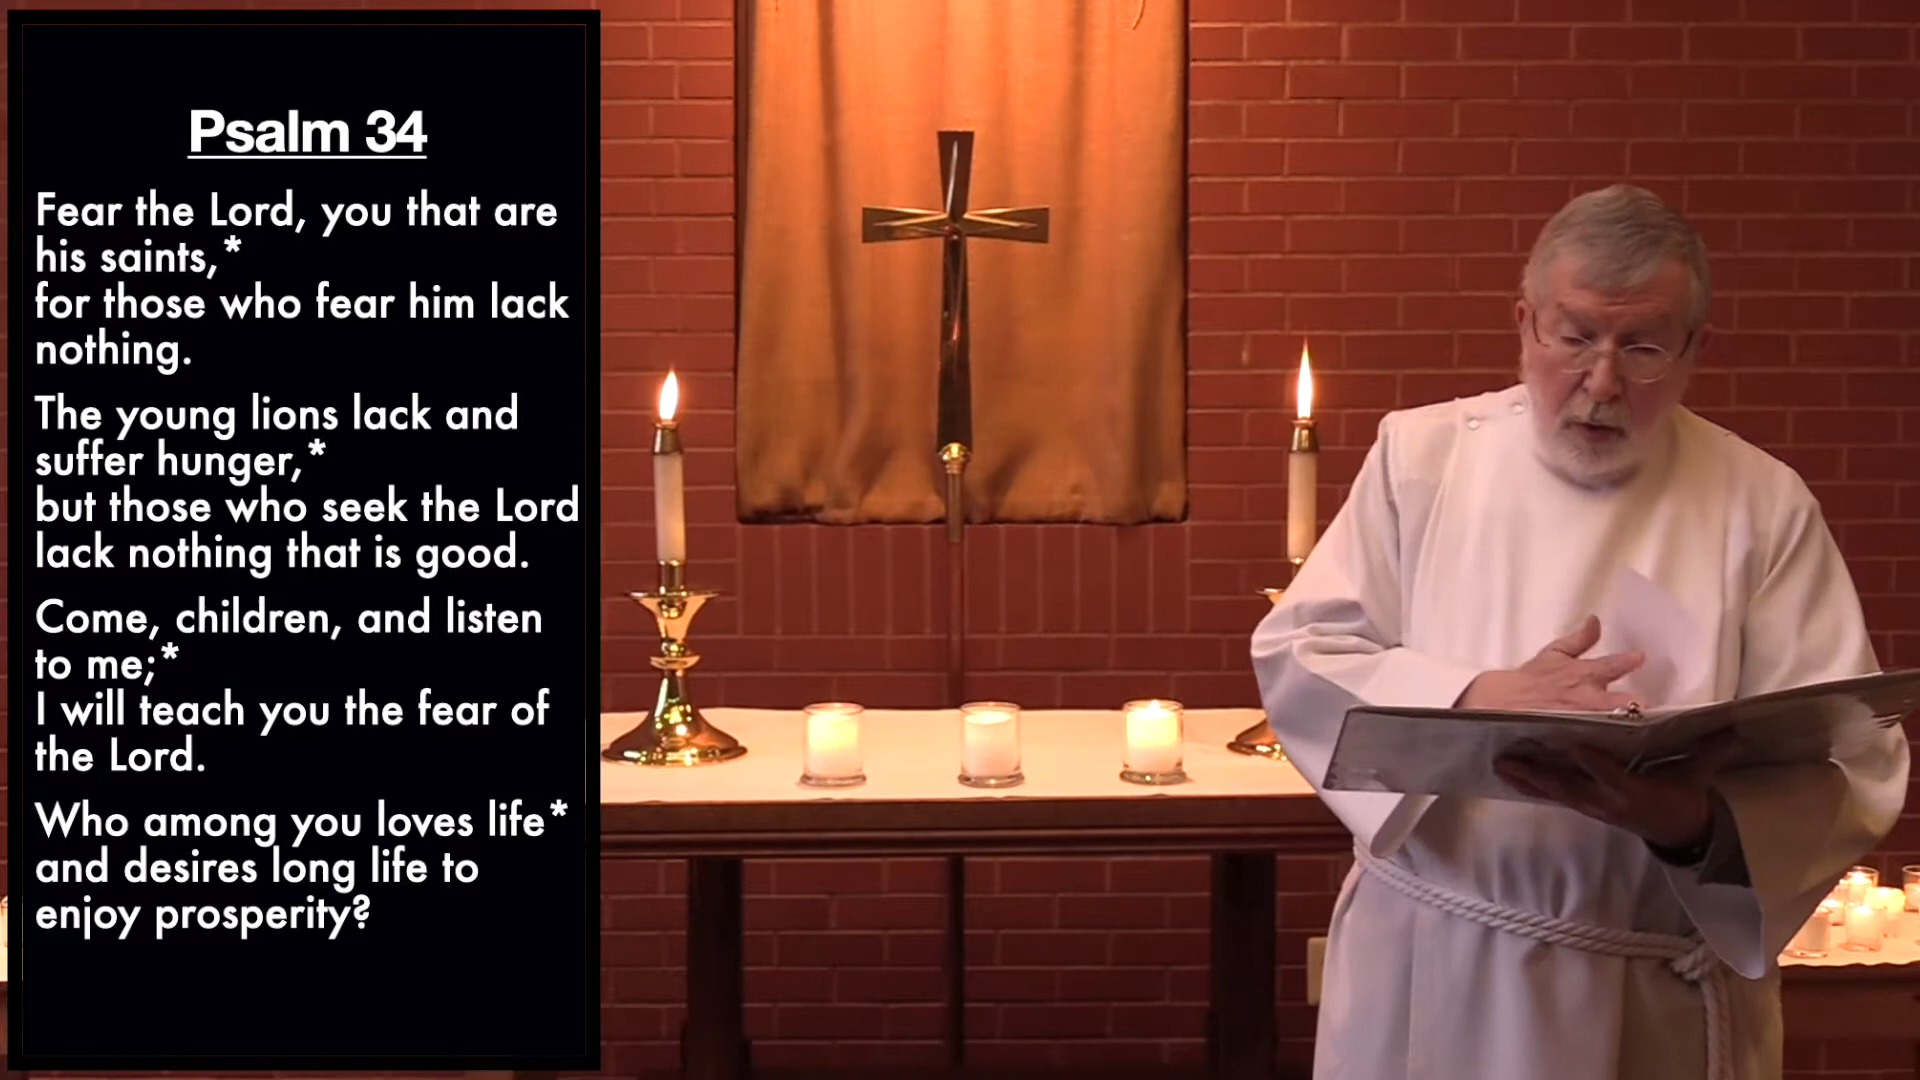 Psalm 34
Fear the Lord, you that are
his saints,*
for those who fear him lack
nothing.
The young lions lack and
suffer hunger,*
but those who seek the Lord
lack nothing that is good.
Come, children, and listen
to me;*
I will teach you the fear of
the Lord.
Who among you loves life*
and desires long life to
enjoy prosperity?